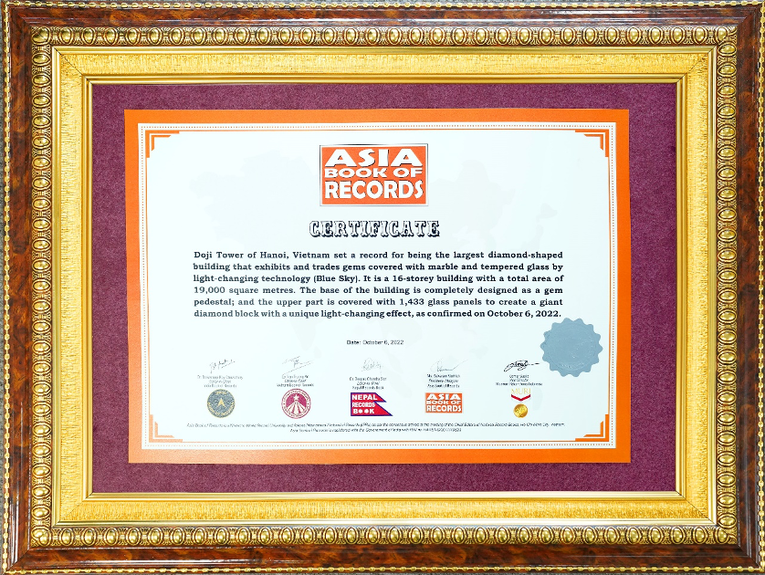 ASIA
BOOK OF
RECORDS
CERTIFICATE
Doji Tower of Hanoi, Vietnam set a record for being the largest diamond-shaped
building that exhibits and trades gems covered with marble and tempered glass by
light-changing technology (Blue Sky). It is a 16-storey building with a total area of
19,000 square metres. The base of the building is completely designed as a gem
pedestal; and the upper part is covered with 1,433 glass panels to create a giant
diamond block with a unique light-changing effect, as confirmed on October 6, 2022.
Date: October 6, 2022
NEPAL
RECORDS
BOOK
ASIA
BOOK OF
RECORDS